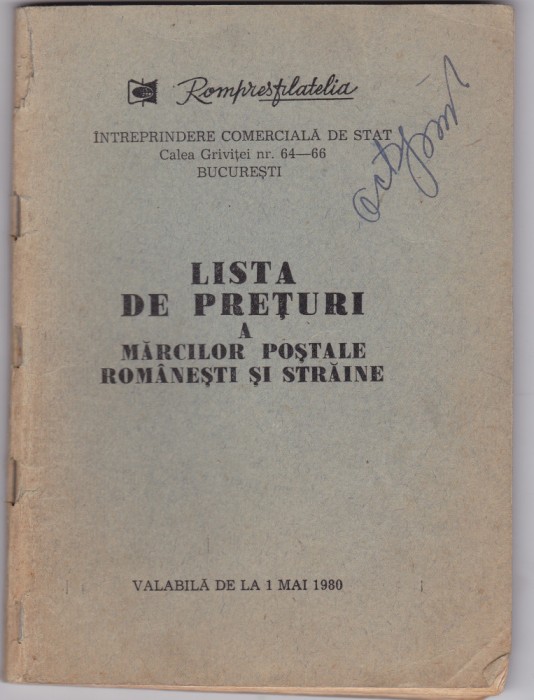 Rompresfilatelia
ÎNTREPRINDERE COMERCIALĂ DE STAT
Calea Griviței nr. 64—66
BUCUREȘTI
LISTA
DE PREȚURI
A
MĂRCILOR POȘTALE
ROMÂNEȘTI ȘI STRĂINE
VALABILĂ DE LA 1 MAI 1980